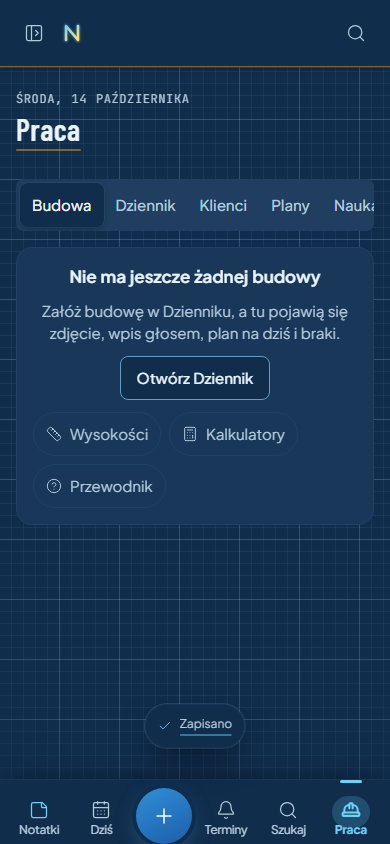 N
ŚRODA, 14 PAŹDZIERNIKA
Praca
Budowa Dziennik Klienci Plany Nauka
Nie ma jeszcze żadnej budowy
Załóż budowę w Dzienniku, a tu pojawią się
zdjęcie, wpis głosem, plan na dziś i braki.
Otwórz Dziennik
Wysokości Kalkulatory
Przewodnik
Zapisano
Notatki Dziś Terminy Szukaj Praca